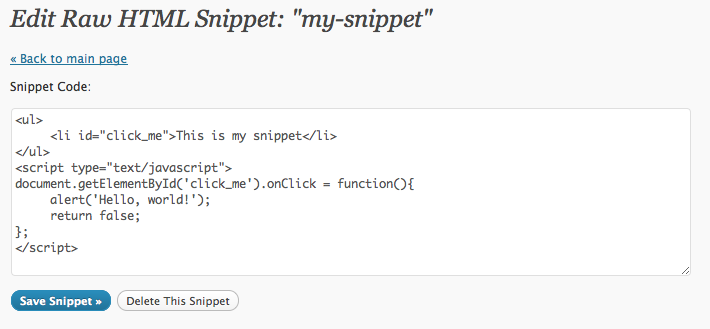 Edit Raw HTML Snippet: "my-snippet"
« Back to main page
Snippet Code:
<ul>
     <li id="click_me">This is my snippet</li>
</ul>
<script type="text/javascript">
document.getElementById('click_me').onClick = function(){
     alert('Hello, world!');
     return false;
};
</script>
Save Snippet » Delete This Snippet